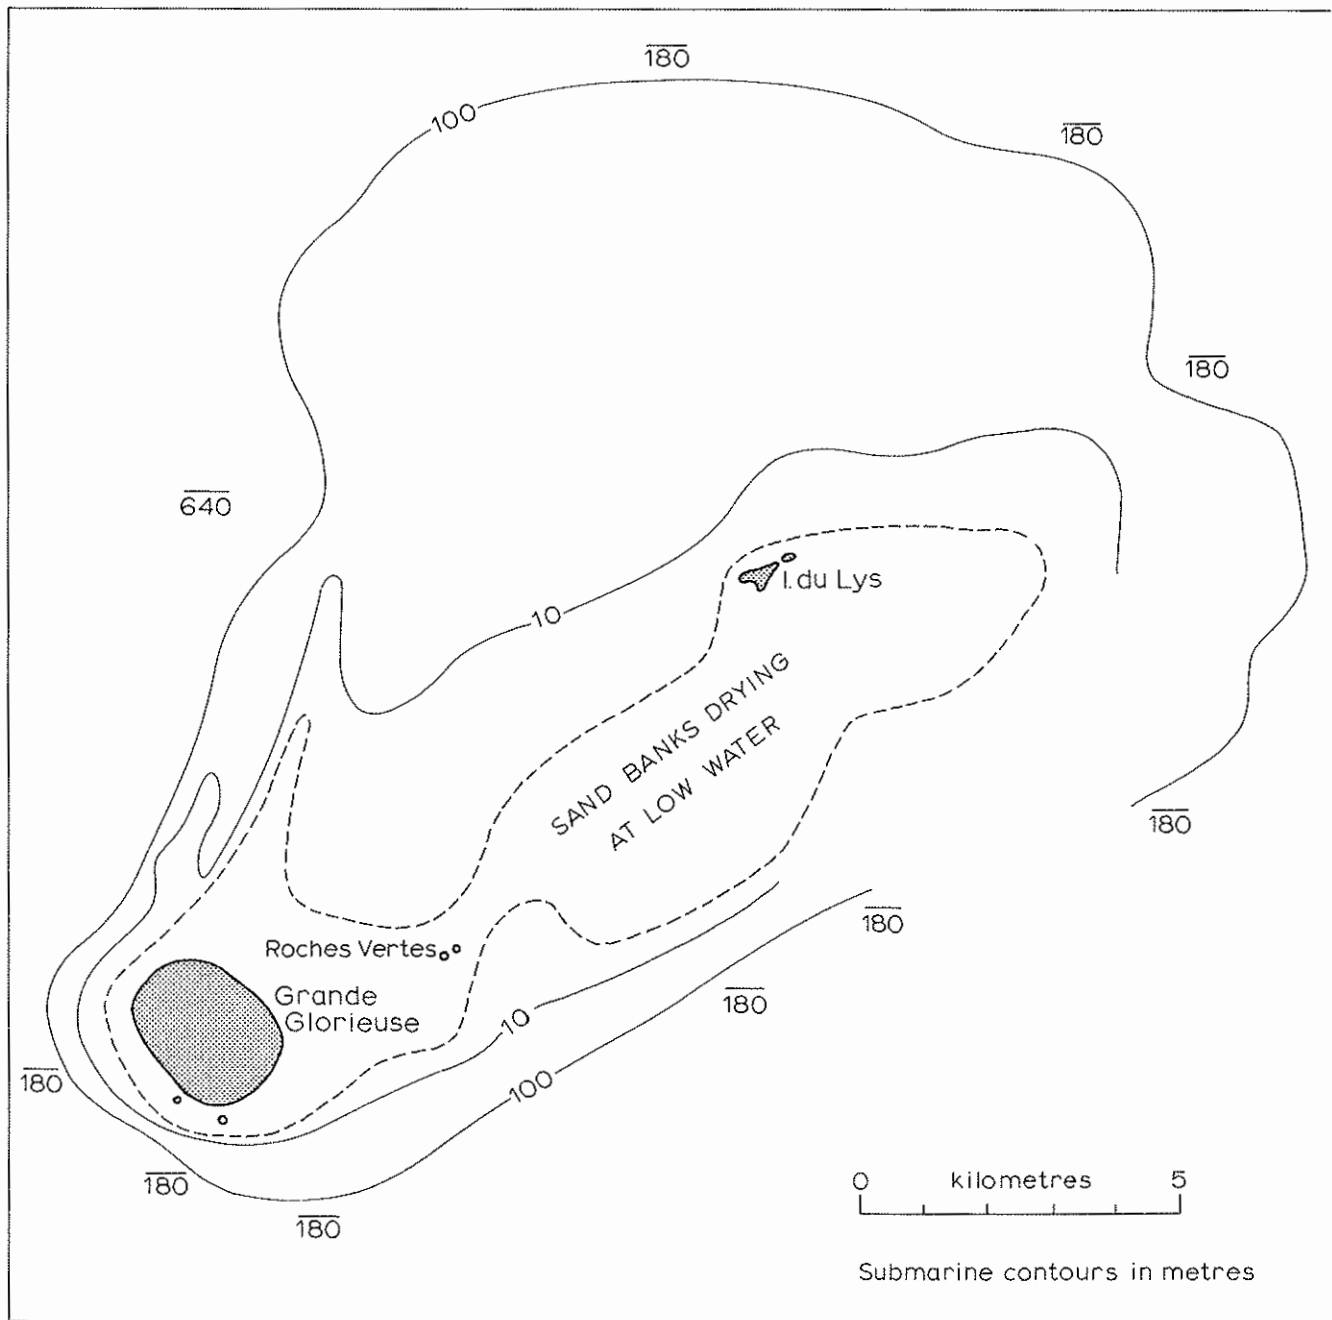 180
100
180
180
640
I. du Lys
10
SAND BANKS DRYING
AT LOW WATER
180
180
Roches Vertes
Grande
Glorieuse
180
10
180
100
180
0 kilometres 5
180
Submarine contours in metres